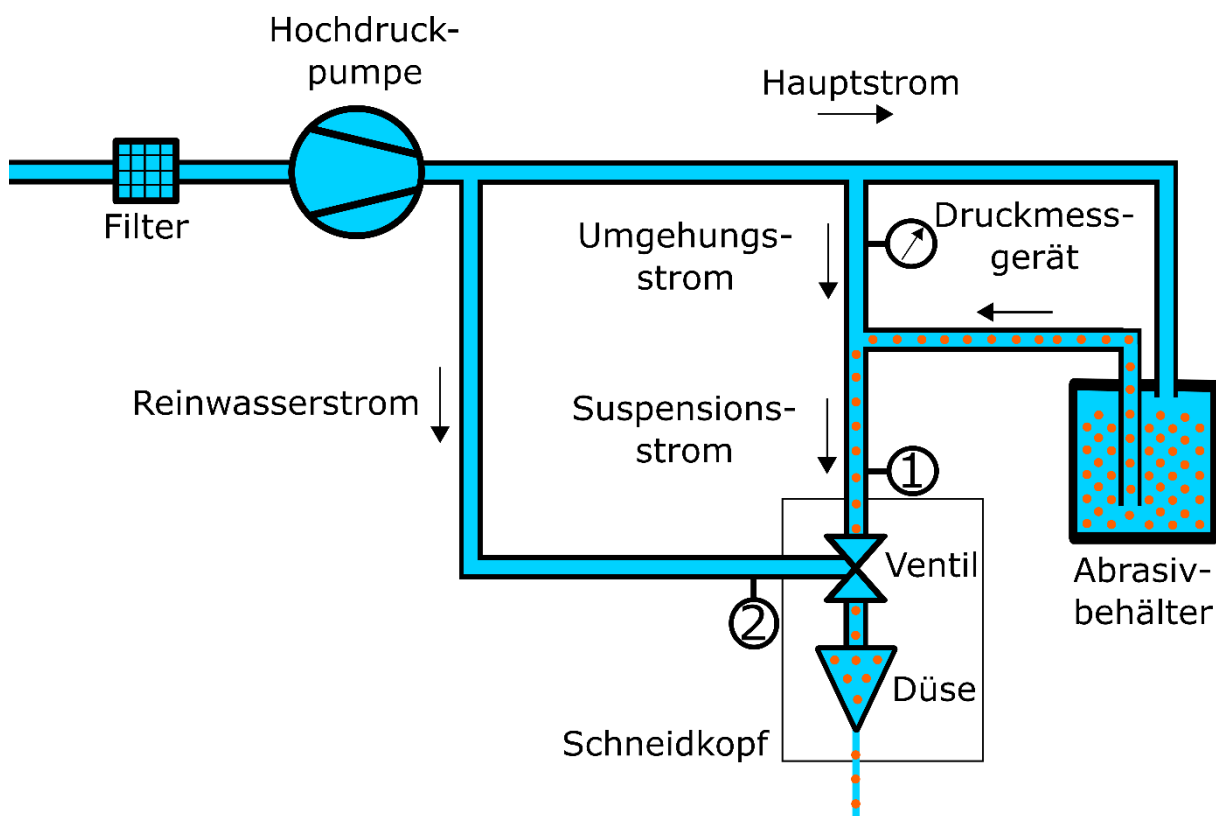 Hochdruck-
pumpe
Hauptstrom
Filter
Umgehungs-
strom
Druckmess-
gerät
Reinwasserstrom
Suspensions-
strom
1
Ventil
2
Abrasiv-
behälter
Düse
Schneidkopf